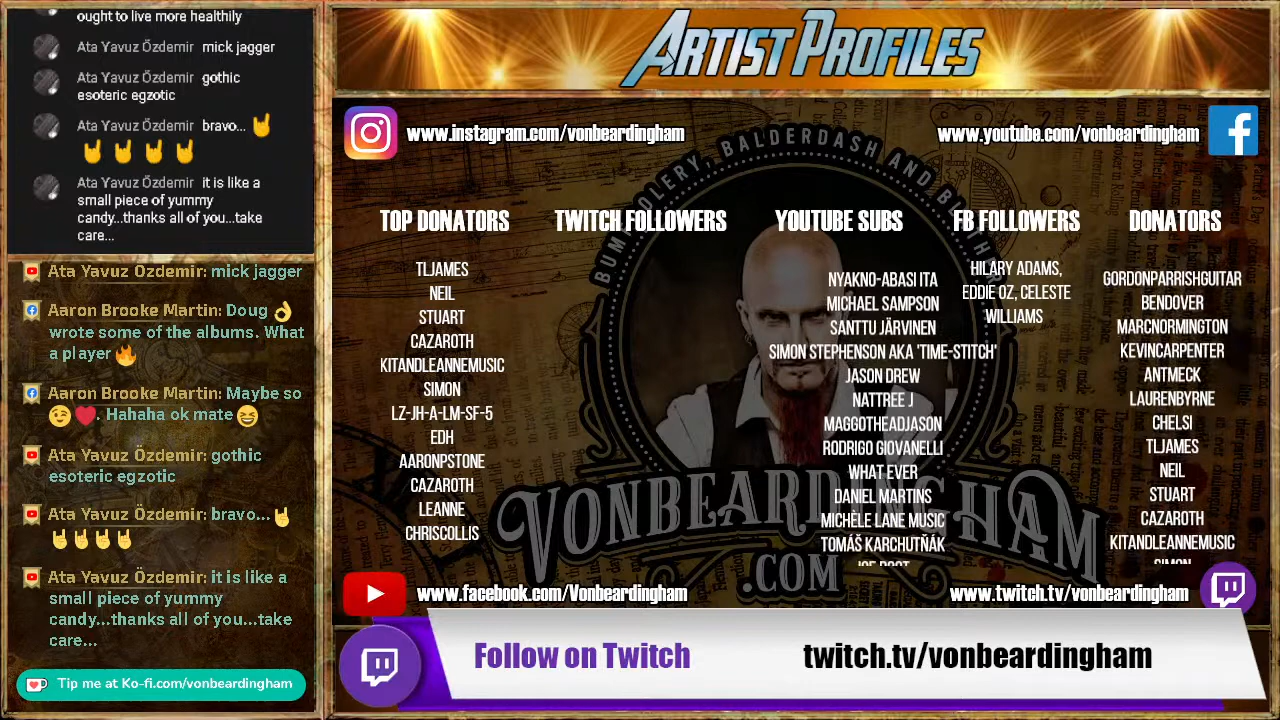 ought to live more healthily
Ata Yavuz Özdemir mick jagger
Ata Yavuz Özdemir gothic
esoteric egzotic
Ata Yavuz Özdemir bravo... 🤘
🤘 🤘 🤘 🤘
Ata Yavuz Özdemir it is like a
small piece of yummy
candy...thanks all of you...take
care...
Ata Yavuz Özdemir: mick jagger
Aaron Brooke Martin: Doug 👌
wrote some of the albums. What
a player 🔥
Aaron Brooke Martin: Maybe so
😉❤️. Hahaha ok mate 😆
Ata Yavuz Özdemir: gothic
esoteric egzotic
Ata Yavuz Özdemir: bravo...🤘
🤘🤘🤘🤘
Ata Yavuz Özdemir: it is like a
small piece of yummy
candy...thanks all of you...take
care...
Tip me at Ko-fi.com/vonbeardingham
ARTIST PROFILES
www.instagram.com/vonbeardingham
www.youtube.com/vonbeardingham
BALDERDASH AND
TOP DONATORS
TLJAMES
NEIL
STUART
CAZAROTH
KITANDLEANNEMUSIC
SIMON
LZ-JH-A-LM-SF-5
EDH
AARONPSTONE
CAZAROTH
LEANNE
CHRISCOLLIS
TWITCH FOLLOWERS
YOUTUBE SUBS
NYAKNO-ABASI ITA
MICHAEL SAMPSON
SANTTU JÄRVINEN
SIMON STEPHENSON AKA 'TIME-STITCH'
JASON DREW
NATTREE J
MAGGOTHEADJASON
RODRIGO GIOVANELLI
WHAT EVER
DANIEL MARTINS
MICHÈLE LANE MUSIC
TOMÁŠ KARCHUTŇÁK
FB FOLLOWERS
HILARY ADAMS,
EDDIE OZ, CELESTE
WILLIAMS
DONATORS
GORDONPARRISHGUITAR
BENDOVER
MARCNORMINGTON
KEVINCARPENTER
ANTMECK
LAURENBYRNE
CHELSI
TLJAMES
NEIL
STUART
CAZAROTH
KITANDLEANNEMUSIC
SIMON
VONBEARDINGHAM
.COM
www.facebook.com/Vonbeardingham
www.twitch.tv/vonbeardingham
Follow on Twitch
twitch.tv/vonbeardingham